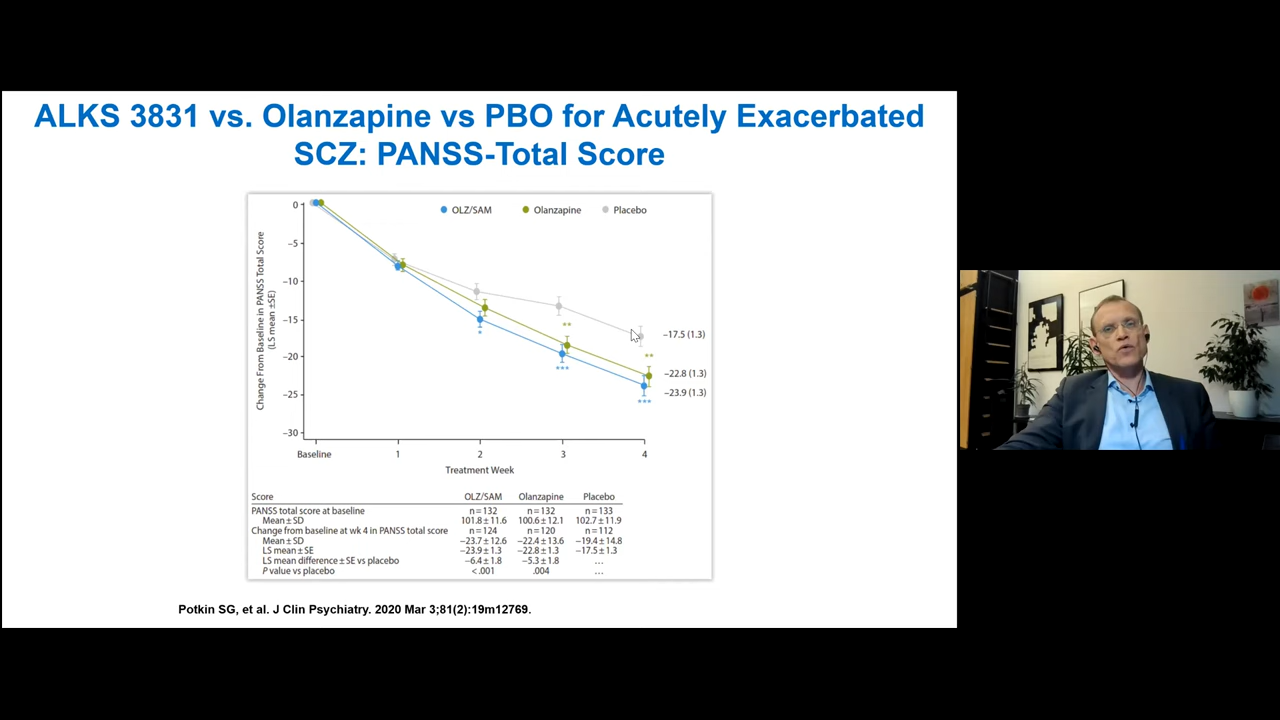 ALKS 3831 vs. Olanzapine vs PBO for Acutely Exacerbated
SCZ: PANSS-Total Score
Change From Baseline in PANSS Total Score
(LS mean ±SE)
0
–5
–10
–15
–20
–25
–30
OLZ/SAM Olanzapine Placebo
**
*
***
**
***
–17.5 (1.3)
–22.8 (1.3)
–23.9 (1.3)
Baseline 1 2 3 4
Treatment Week
Score OLZ/SAM Olanzapine Placebo
PANSS total score at baseline n=132 n=132 n=133
Mean±SD 101.8±11.6 100.6±12.1 102.7±11.9
Change from baseline at wk 4 in PANSS total score n=124 n=120 n=112
Mean±SD –23.7±12.6 –22.4±13.6 –19.4±14.8
LS mean±SE –23.9±1.3 –22.8±1.3 –17.5±1.3
LS mean difference±SE vs placebo –6.4±1.8 –5.3±1.8 ...
P value vs placebo <.001 .004 ...
Potkin SG, et al. J Clin Psychiatry. 2020 Mar 3;81(2):19m12769.